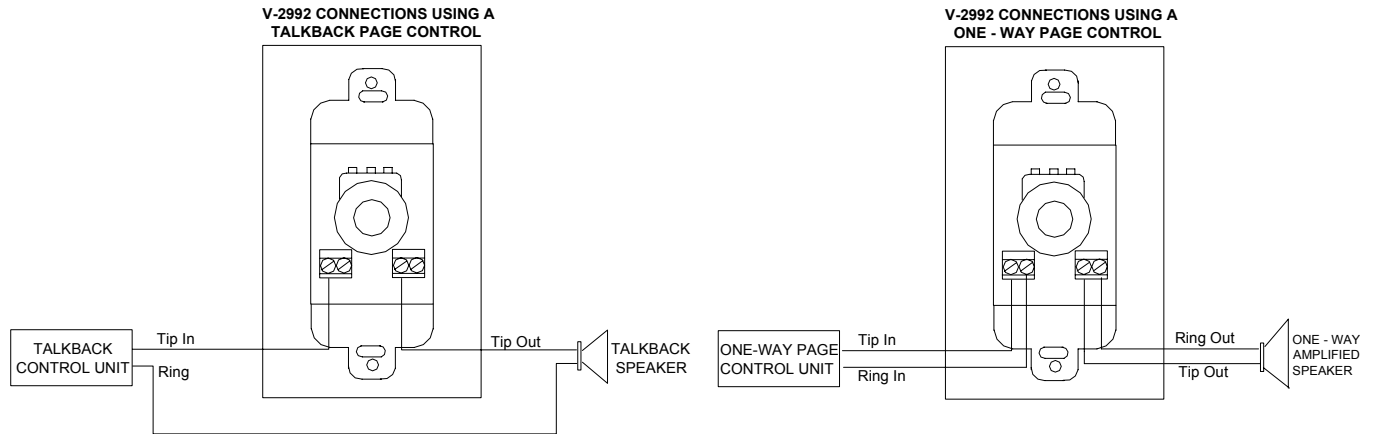 V-2992 CONNECTIONS USING A
TALKBACK PAGE CONTROL
TALKBACK
CONTROL UNIT
Tip In
Ring
Tip Out
TALKBACK
SPEAKER
V-2992 CONNECTIONS USING A
ONE - WAY PAGE CONTROL
ONE-WAY PAGE
CONTROL UNIT
Tip In
Ring In
Ring Out
Tip Out
ONE - WAY
AMPLIFIED
SPEAKER